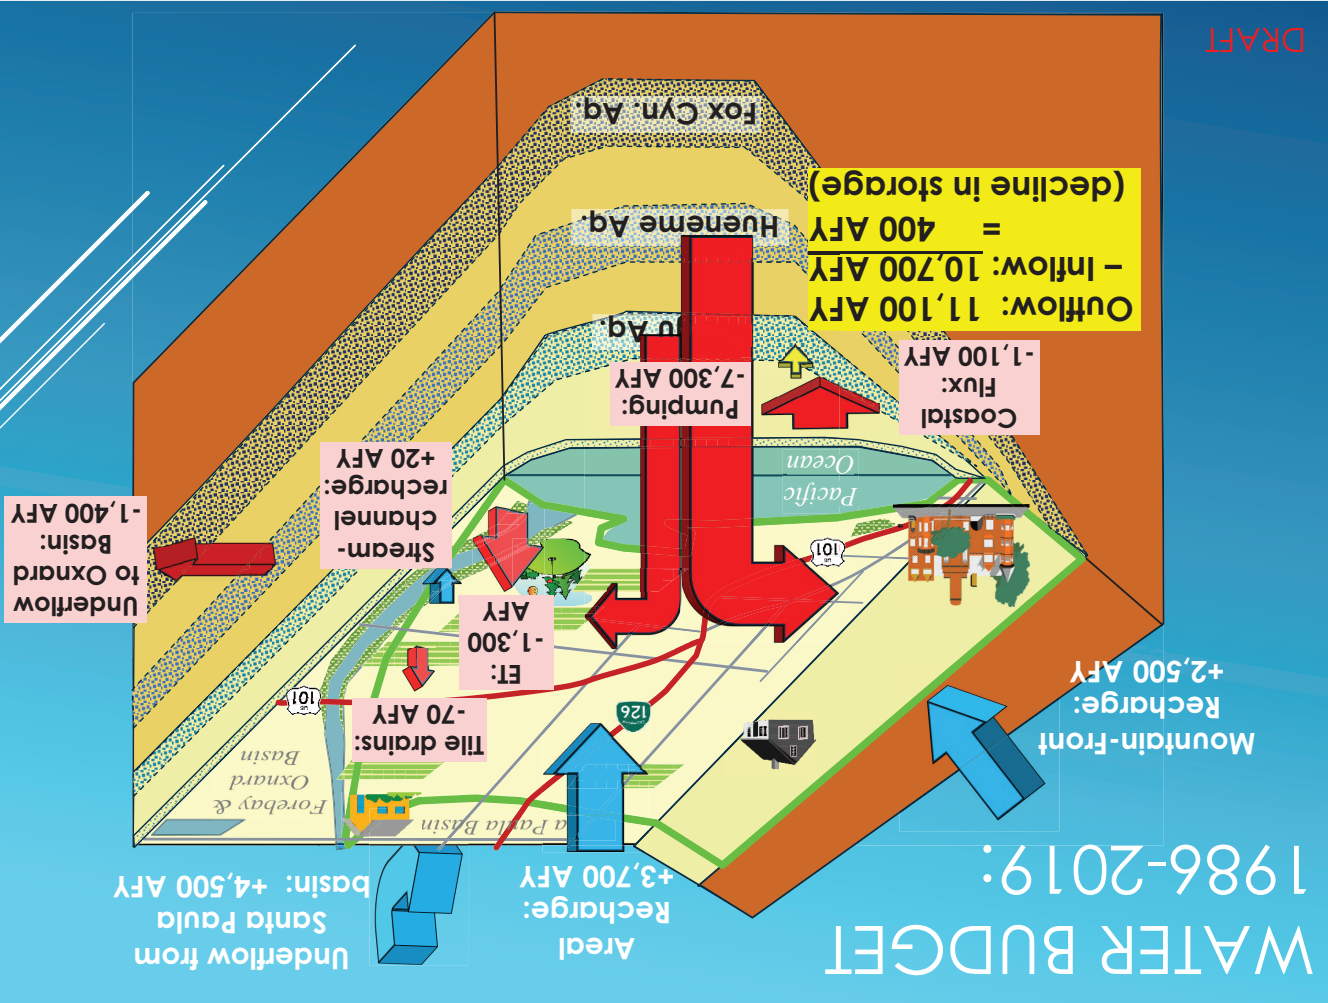 WATER BUDGET
1986-2019:
Areal
Recharge:
+3,700 AFY
Underflow from
Santa Paula
basin: +4,500 AFY
Mountain-Front
Recharge:
+2,500 AFY
126
a Paula Basin
Forebay &
Oxnard
Basin
Tile drains:
-70 AFY
US
101
ET:
-1,300
AFY
US
101
Underflow
to Oxnard
Basin:
-1,400 AFY
Stream-
channel
recharge:
+20 AFY
Pacific
Ocean
Coastal
Flux:
-1,100 AFY
Pumping:
-7,300 AFY
Aq.
Outflow: 11,100 AFY
– Inflow: 10,700 AFY
= 400 AFY
(decline in storage)
Hueneme Aq.
Fox Cyn. Aq.
DRAFT